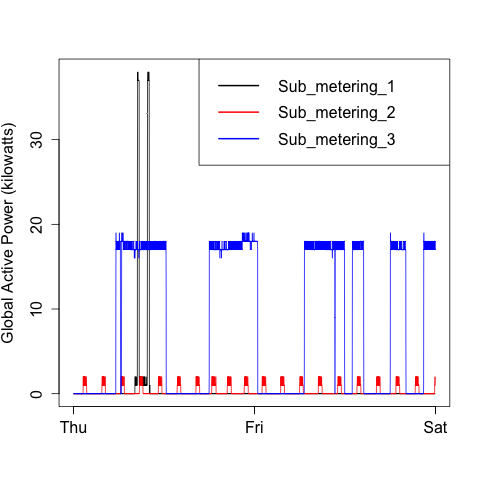 Sub_metering_1
Sub_metering_2
Sub_metering_3
Global Active Power (kilowatts)
30
20
10
0
Thu Fri Sat